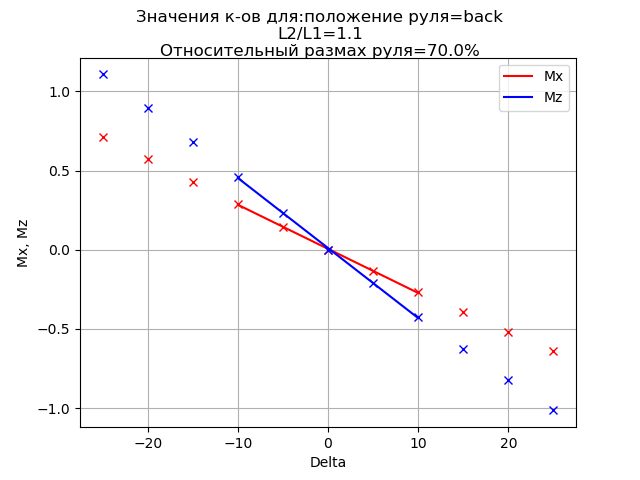 Значения к-ов для:положение руля=back
L2/L1=1.1
Относительный размах руля=70.0%
Mx
Mz
1.0
0.5
0.0
−0.5
−1.0
Mx, Mz
−20
−10
0
10
20
Delta